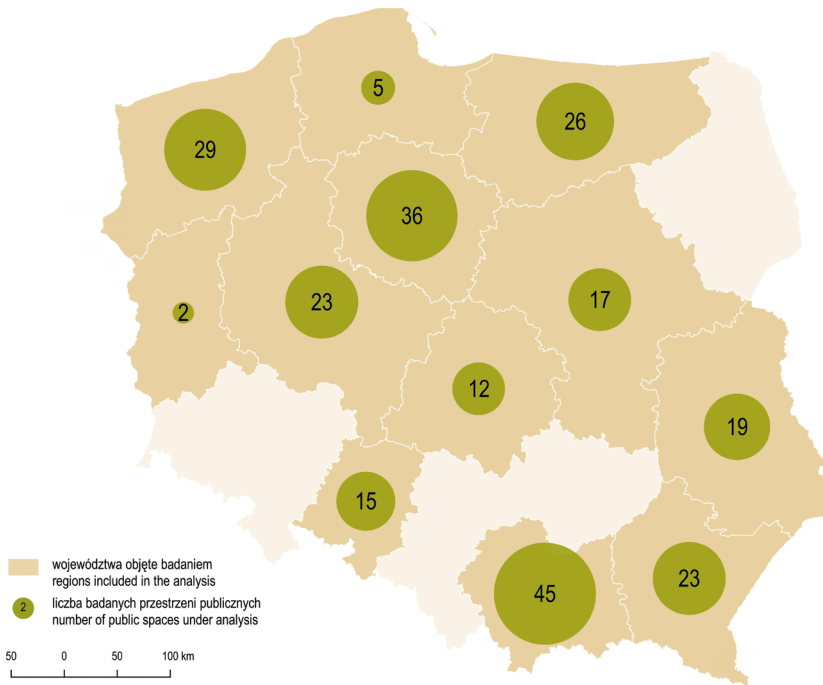 5
26
29
36
23
17
2
12
19
15
45
23
województwa objęte badaniem
regions included in the analysis
2
liczba badanych przestrzeni publicznych
number of public spaces under analysis
50 0 50 100 km